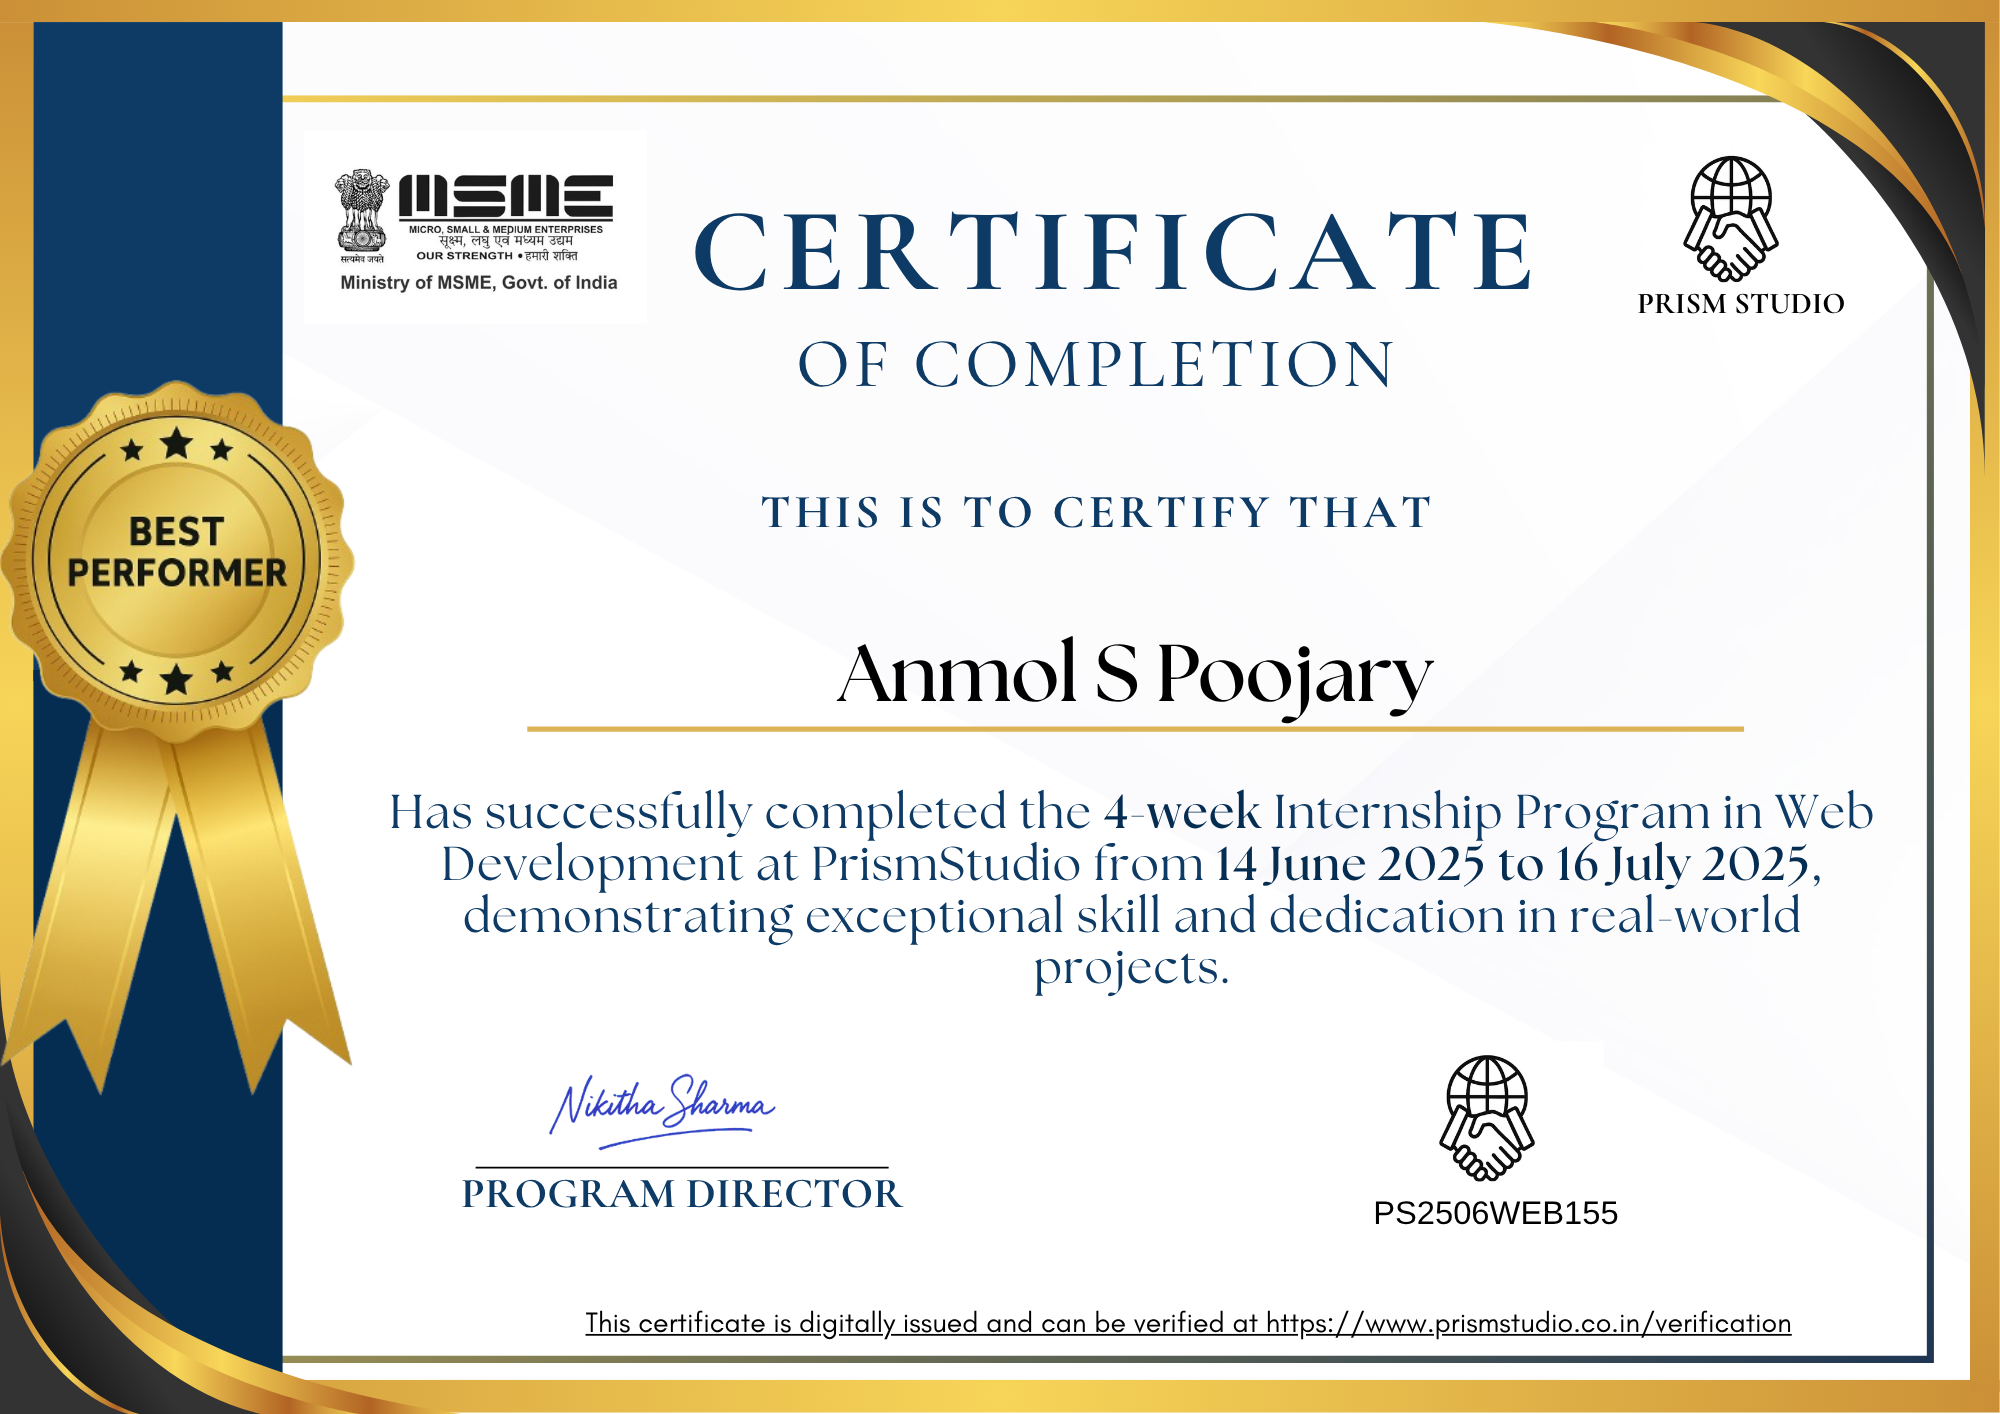 MSME
MICRO, SMALL & MEDIUM ENTERPRISES
सूक्ष्म, लघु एवं मध्यम उद्यम
OUR STRENGTH • हमारी शक्ति
सत्यमेव जयते
Ministry of MSME, Govt. of India
CERTIFICATE
OF COMPLETION
PRISM STUDIO
THIS IS TO CERTIFY THAT
BEST
PERFORMER
Anmol S Poojary
Has successfully completed the 4-week Internship Program in Web
Development at PrismStudio from 14 June 2025 to 16 July 2025,
demonstrating exceptional skill and dedication in real-world
projects.
Nikitha Sharma
PROGRAM DIRECTOR
PS2506WEB155
This certificate is digitally issued and can be verified at https://www.prismstudio.co.in/verification